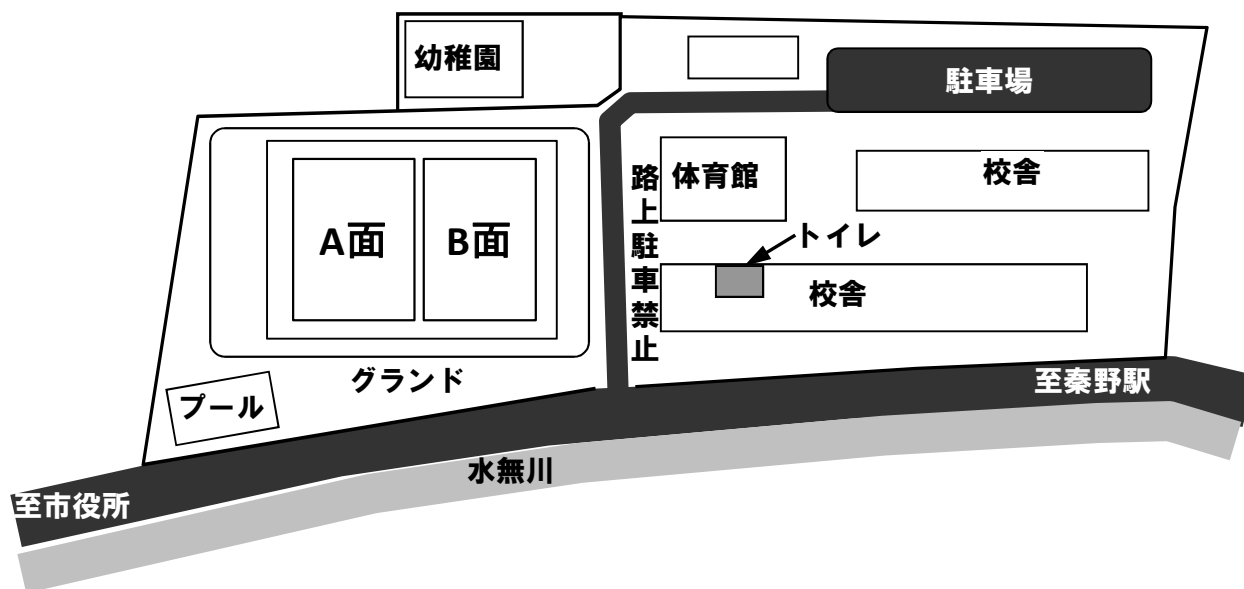 幼稚園
駐車場
体育館
校舎
路上駐車禁止
A面
B面
トイレ
校舎
グランド
至秦野駅
プール
水無川
至市役所